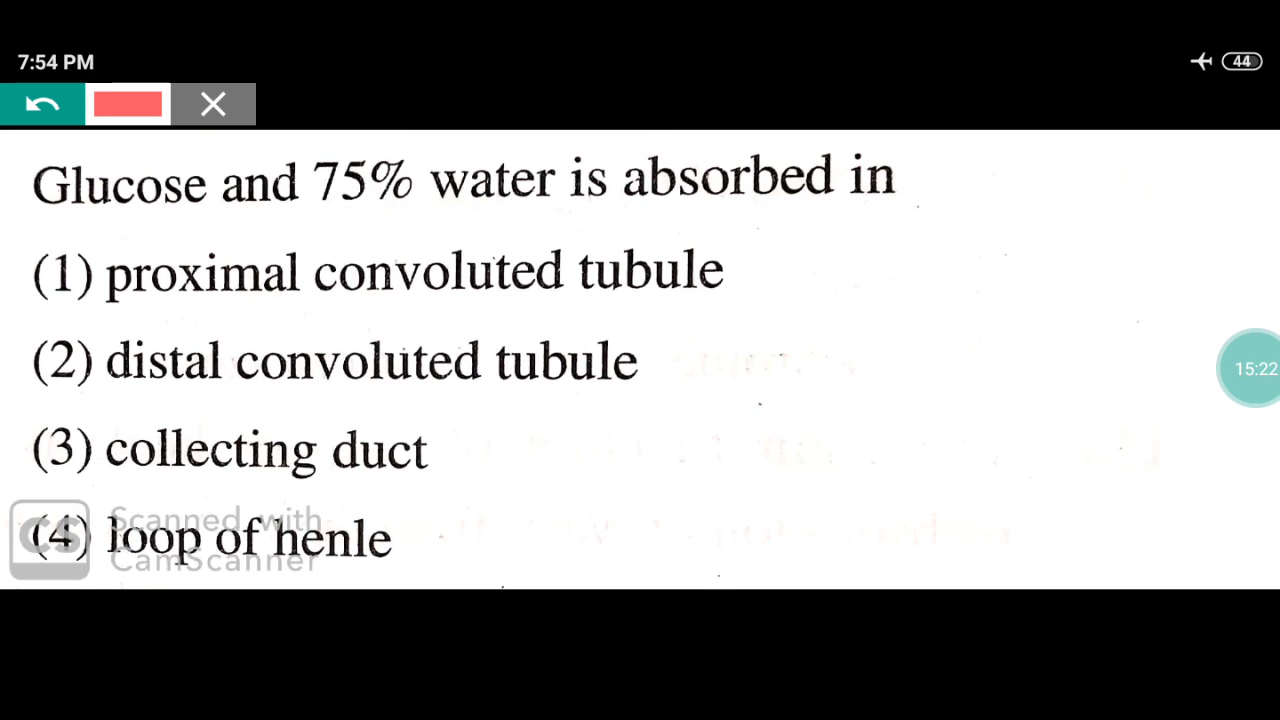 7:54 PM
44
Glucose and 75% water is absorbed in
(1) proximal convoluted tubule
(2) distal convoluted tubule
15:22
(3) collecting duct
(4) loop of henle
CS Scanned with
CamScanner